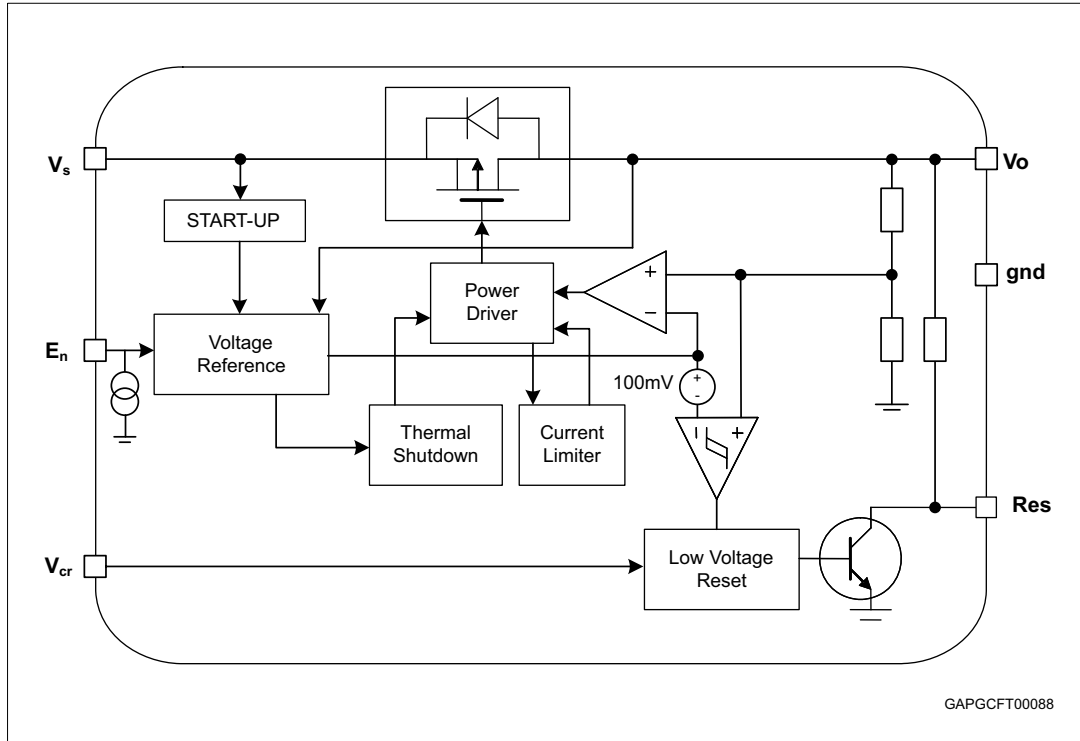 Vs
Vo
START-UP
gnd
Power
Driver
+
−
En
Voltage
Reference
100mV
+
-
Thermal
Shutdown
Current
Limiter
−
+
Res
Vcr
Low Voltage
Reset
GAPGCFT00088